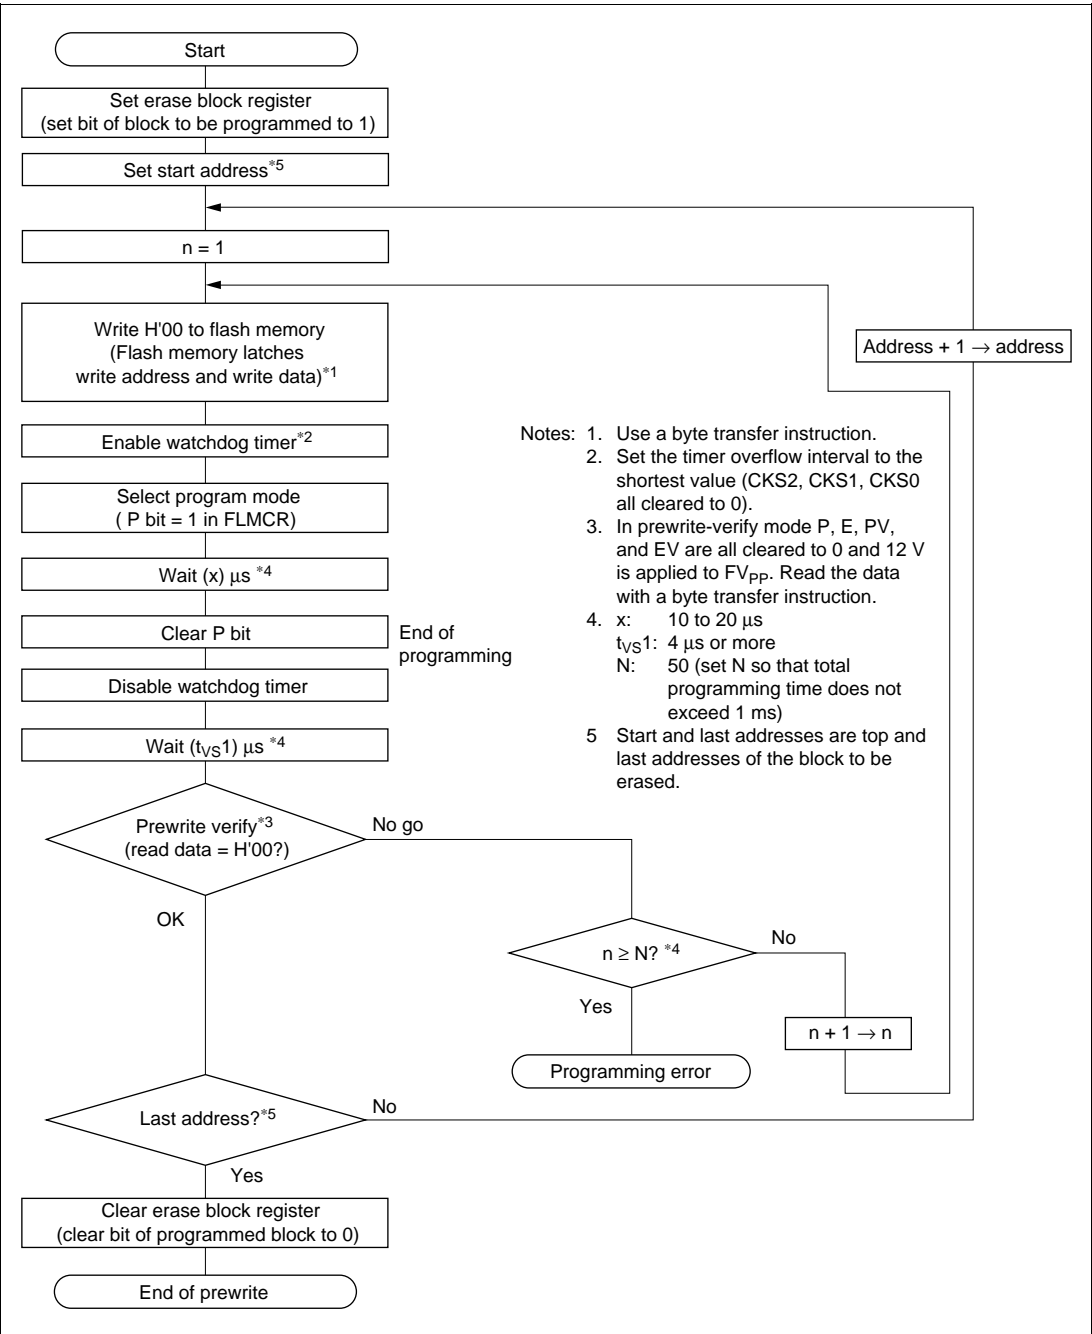 Start
Set erase block register
(set bit of block to be programmed to 1)
Set start address*5
n = 1
Write H'00 to flash memory
(Flash memory latches
write address and write data)*1
Address + 1 → address
Enable watchdog timer*2
Select program mode
( P bit = 1 in FLMCR)
Wait (x) μs *4
Clear P bit
End of
programming
Disable watchdog timer
Wait (tVS1) μs *4
Notes: 1. Use a byte transfer instruction.
2. Set the timer overflow interval to the
shortest value (CKS2, CKS1, CKS0
all cleared to 0).
3. In prewrite-verify mode P, E, PV,
and EV are all cleared to 0 and 12 V
is applied to FVPP. Read the data
with a byte transfer instruction.
4. x: 10 to 20 μs
tVS1: 4 μs or more
N: 50 (set N so that total
programming time does not
exceed 1 ms)
5 Start and last addresses are top and
last addresses of the block to be
erased.
Prewrite verify*3
(read data = H'00?)
No go
OK
n ≥ N? *4
No
Yes
n + 1 → n
Programming error
Last address?*5
No
Yes
Clear erase block register
(clear bit of programmed block to 0)
End of prewrite